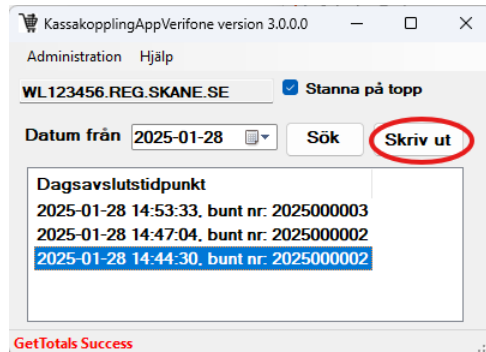 KassakopplingAppVerifone version 3.0.0.0
Administration Hjälp
WL123456.REG.SKANE.SE Stanna på topp
Datum från 2025-01-28 Sök Skriv ut
Dagsavslutstidpunkt
2025-01-28 14:53:33, bunt nr: 2025000003
2025-01-28 14:47:04, bunt nr: 2025000002
2025-01-28 14:44:30, bunt nr: 2025000002
GetTotals Success